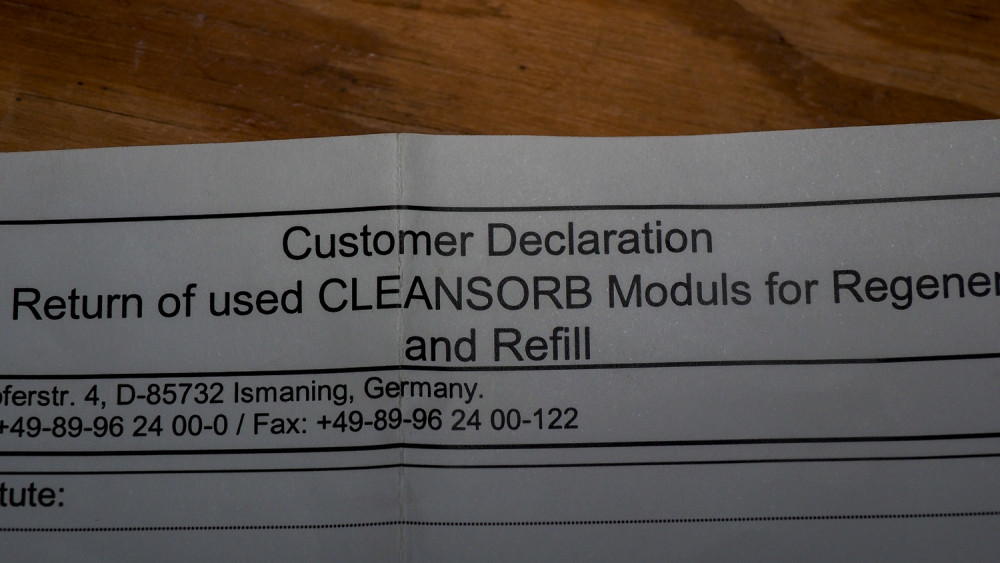 Customer Declaration
Return of used CLEANSORB Moduls for Regener
and Refill
oferstr. 4, D-85732 Ismaning, Germany.
+49-89-96 24 00-0 / Fax: +49-89-96 24 00-122
tute: